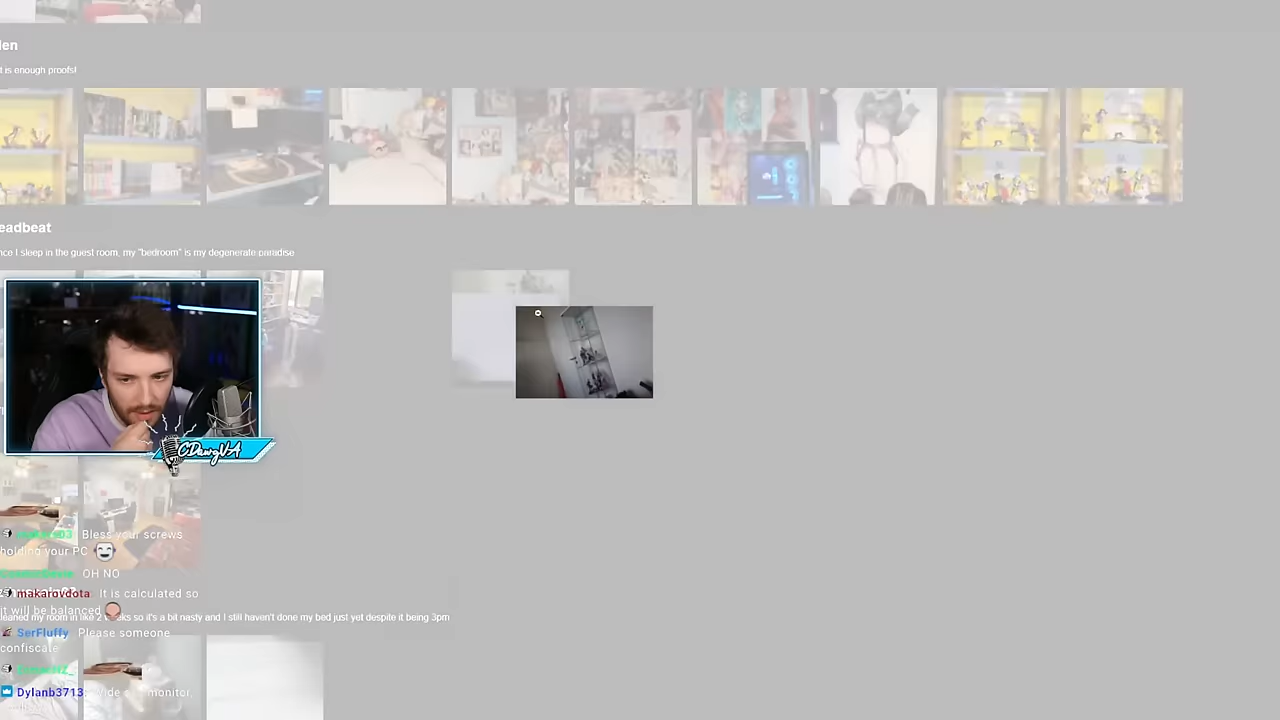 len
t is enough proofs!
eadbeat
nce I sleep in the guest room, my "bedroom" is my degenerate paradise
CDawgVA
Bless your screws
holding your PC
OH NO
makarovdota It is calculated so
it will be balanced
leaned my room in like 2 weeks so it's a bit nasty and I still haven't done my bed just yet despite it being 3pm
SerFluffy Please someone
confiscate
Dylanb3713 monitor,